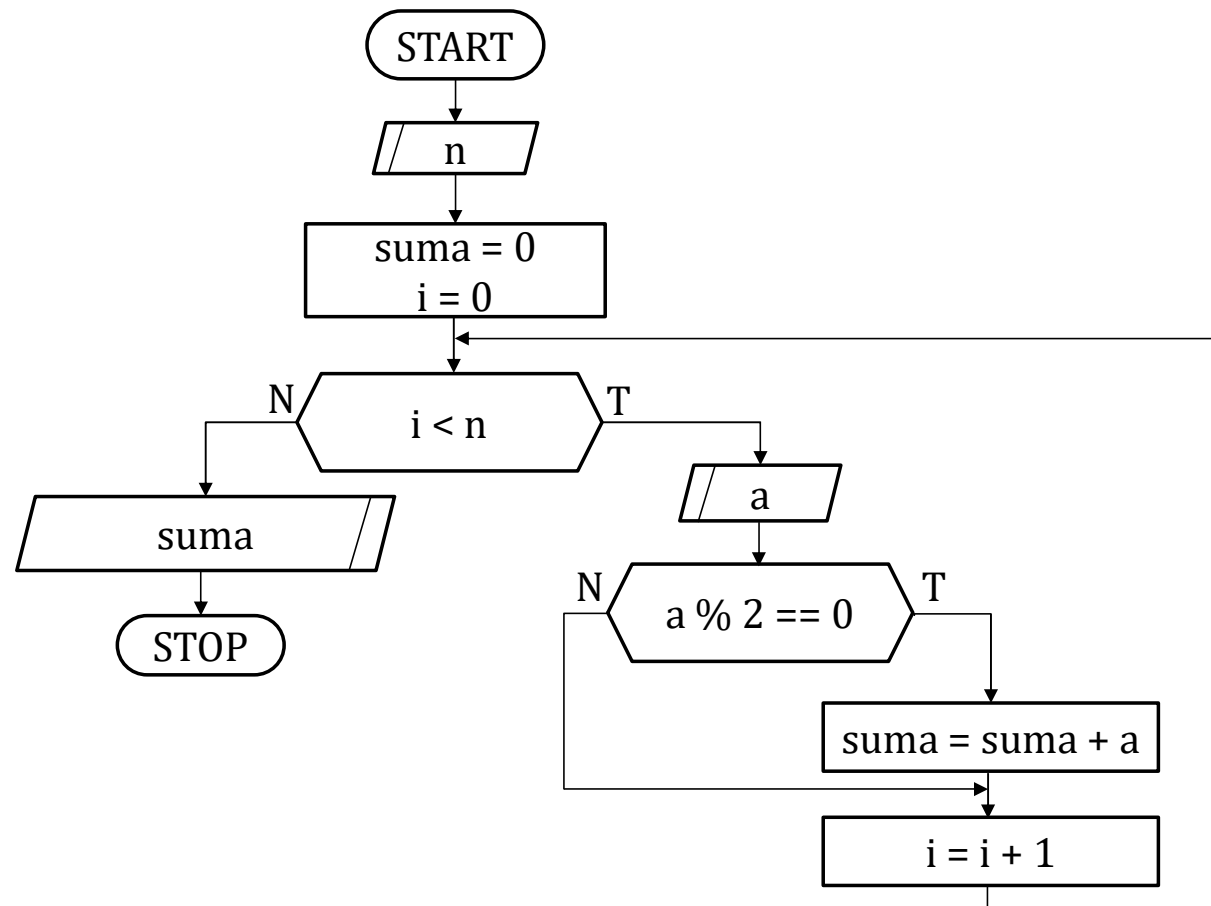 START
n
suma = 0
i = 0
N
T
i < n
a
suma
N
T
a % 2 == 0
STOP
suma = suma + a
i = i + 1